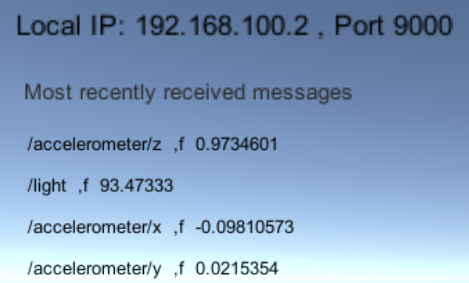 Local IP: 192.168.100.2 , Port 9000
Most recently received messages
/accelerometer/z ,f 0.9734601
/light ,f 93.47333
/accelerometer/x ,f -0.09810573
/accelerometer/y ,f 0.0215354